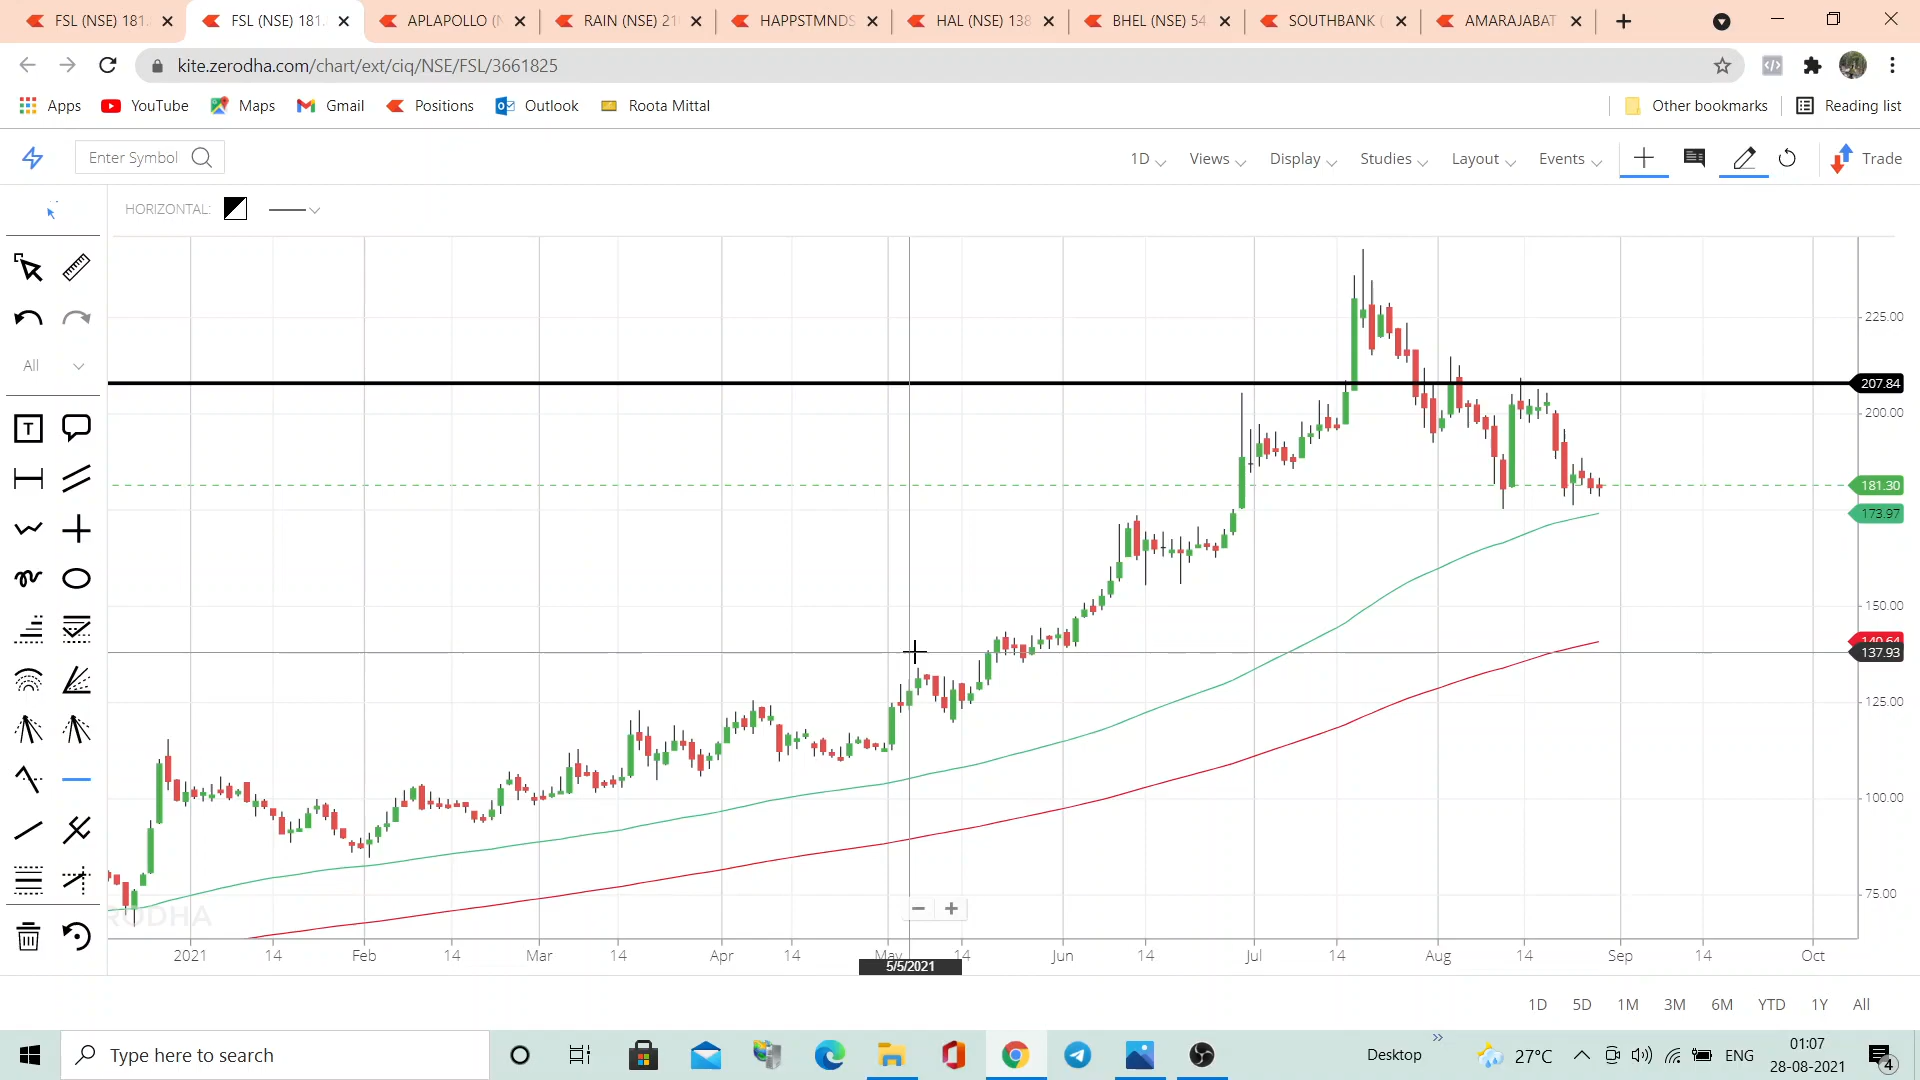 FSL (NSE) 181.
FSL (NSE) 181.
APLAPOLLO (N
RAIN (NSE) 21
HAPPSTMNDS
HAL (NSE) 138
BHEL (NSE) 54
SOUTHBANK (
AMARAJABAT
kite.zerodha.com/chart/ext/ciq/NSE/FSL/3661825
Apps YouTube Maps Gmail Positions Outlook Roota Mittal Other bookmarks Reading list
Enter Symbol 1D Views Display Studies Layout Events Trade
HORIZONTAL:
All
225.00
207.84
200.00
181.30
173.97
150.00
140.64
137.93
125.00
100.00
75.00
T
RODHA
2021 14 Feb 14 Mar 14 Apr 14 May 14 Jun 14 Jul 14 Aug 14 Sep 14 Oct
5/5/2021
1D 5D 1M 3M 6M YTD 1Y All
Type here to search
Desktop
27°C
ENG
01:07
28-08-2021
4